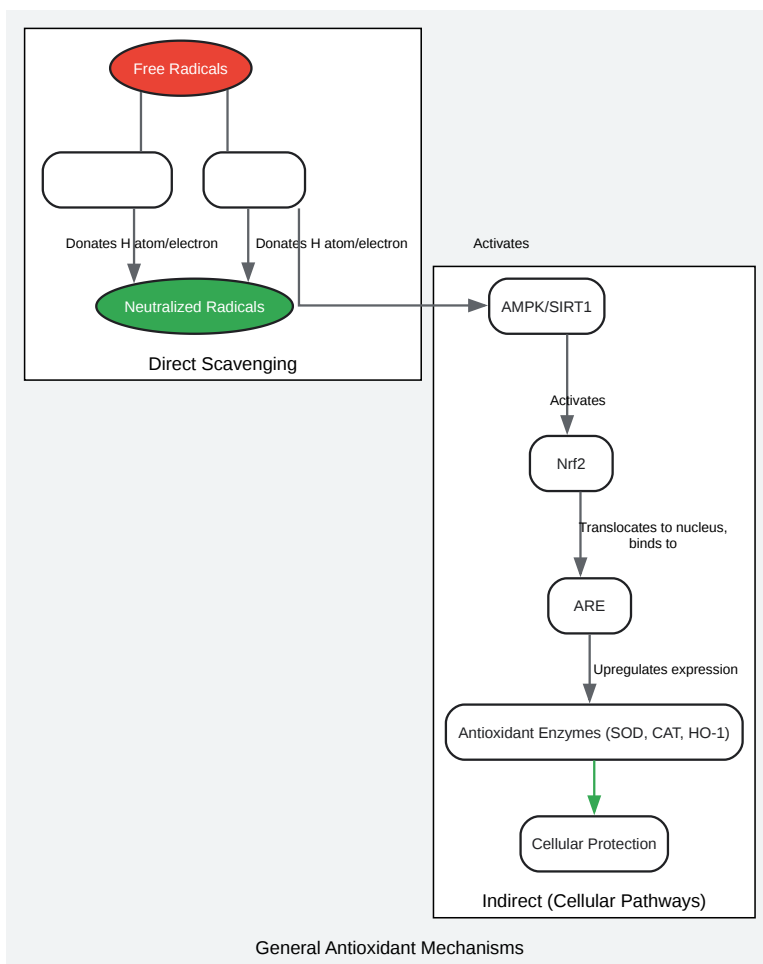 Free Radicals
Donates H atom/electron
Donates H atom/electron
Activates
Neutralized Radicals
Direct Scavenging
AMPK/SIRT1
Activates
Nrf2
Translocates to nucleus,
binds to
ARE
Upregulates expression
Antioxidant Enzymes (SOD, CAT, HO-1)
Cellular Protection
Indirect (Cellular Pathways)
General Antioxidant Mechanisms